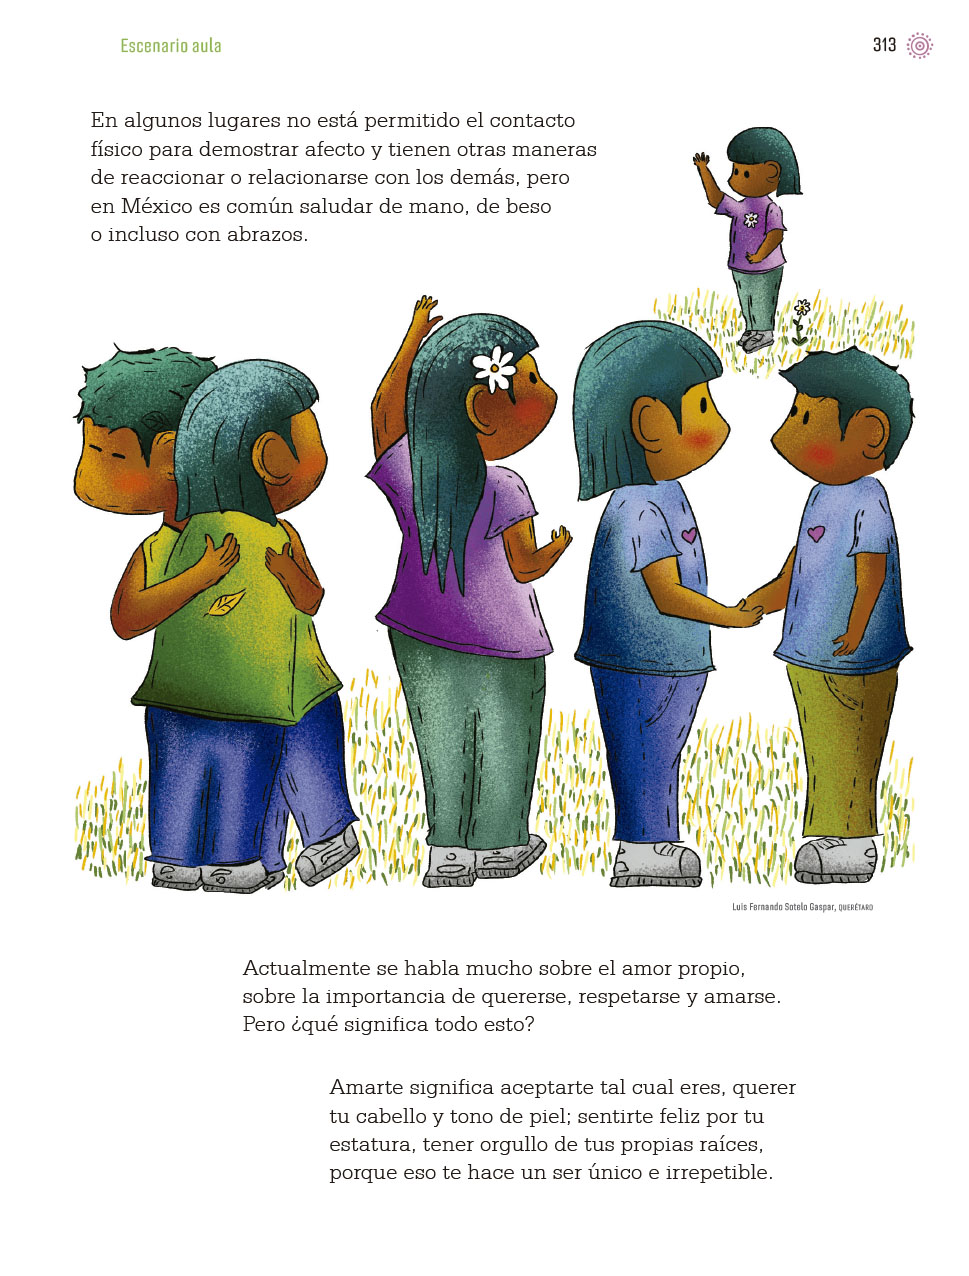 Escenario aula
313
En algunos lugares no está permitido el contacto
físico para demostrar afecto y tienen otras maneras
de reaccionar o relacionarse con los demás, pero
en México es común saludar de mano, de beso
o incluso con abrazos.
Luis Fernando Sotelo Gaspar, QUERÉTARO
Actualmente se habla mucho sobre el amor propio,
sobre la importancia de quererse, respetarse y amarse.
Pero ¿qué significa todo esto?
Amarte significa aceptarte tal cual eres, querer
tu cabello y tono de piel; sentirte feliz por tu
estatura, tener orgullo de tus propias raíces,
porque eso te hace un ser único e irrepetible.